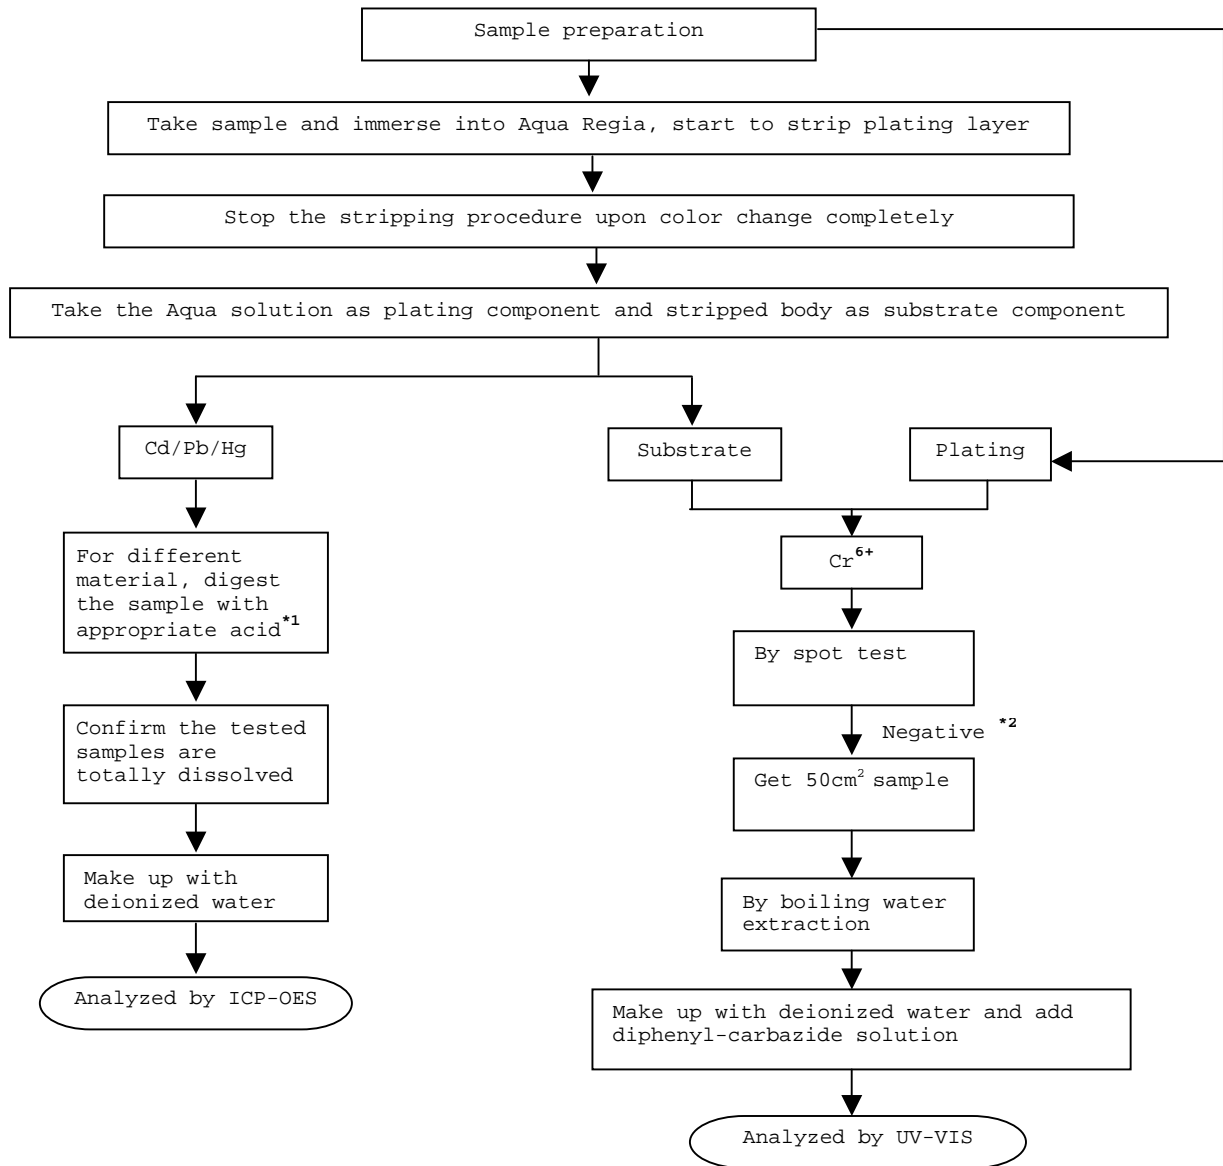 Sample preparation
Take sample and immerse into Aqua Regia, start to strip plating layer
Stop the stripping procedure upon color change completely
Take the Aqua solution as plating component and stripped body as substrate component
Cd/Pb/Hg
For different
material, digest
the sample with
appropriate acid*1
Confirm the tested
samples are
totally dissolved
Make up with
deionized water
Analyzed by ICP-OES
Substrate
Plating
Cr6+
By spot test
Negative *2
Get 50cm2 sample
By boiling water
extraction
Make up with deionized water and add
diphenyl-carbazide solution
Analyzed by UV-VIS